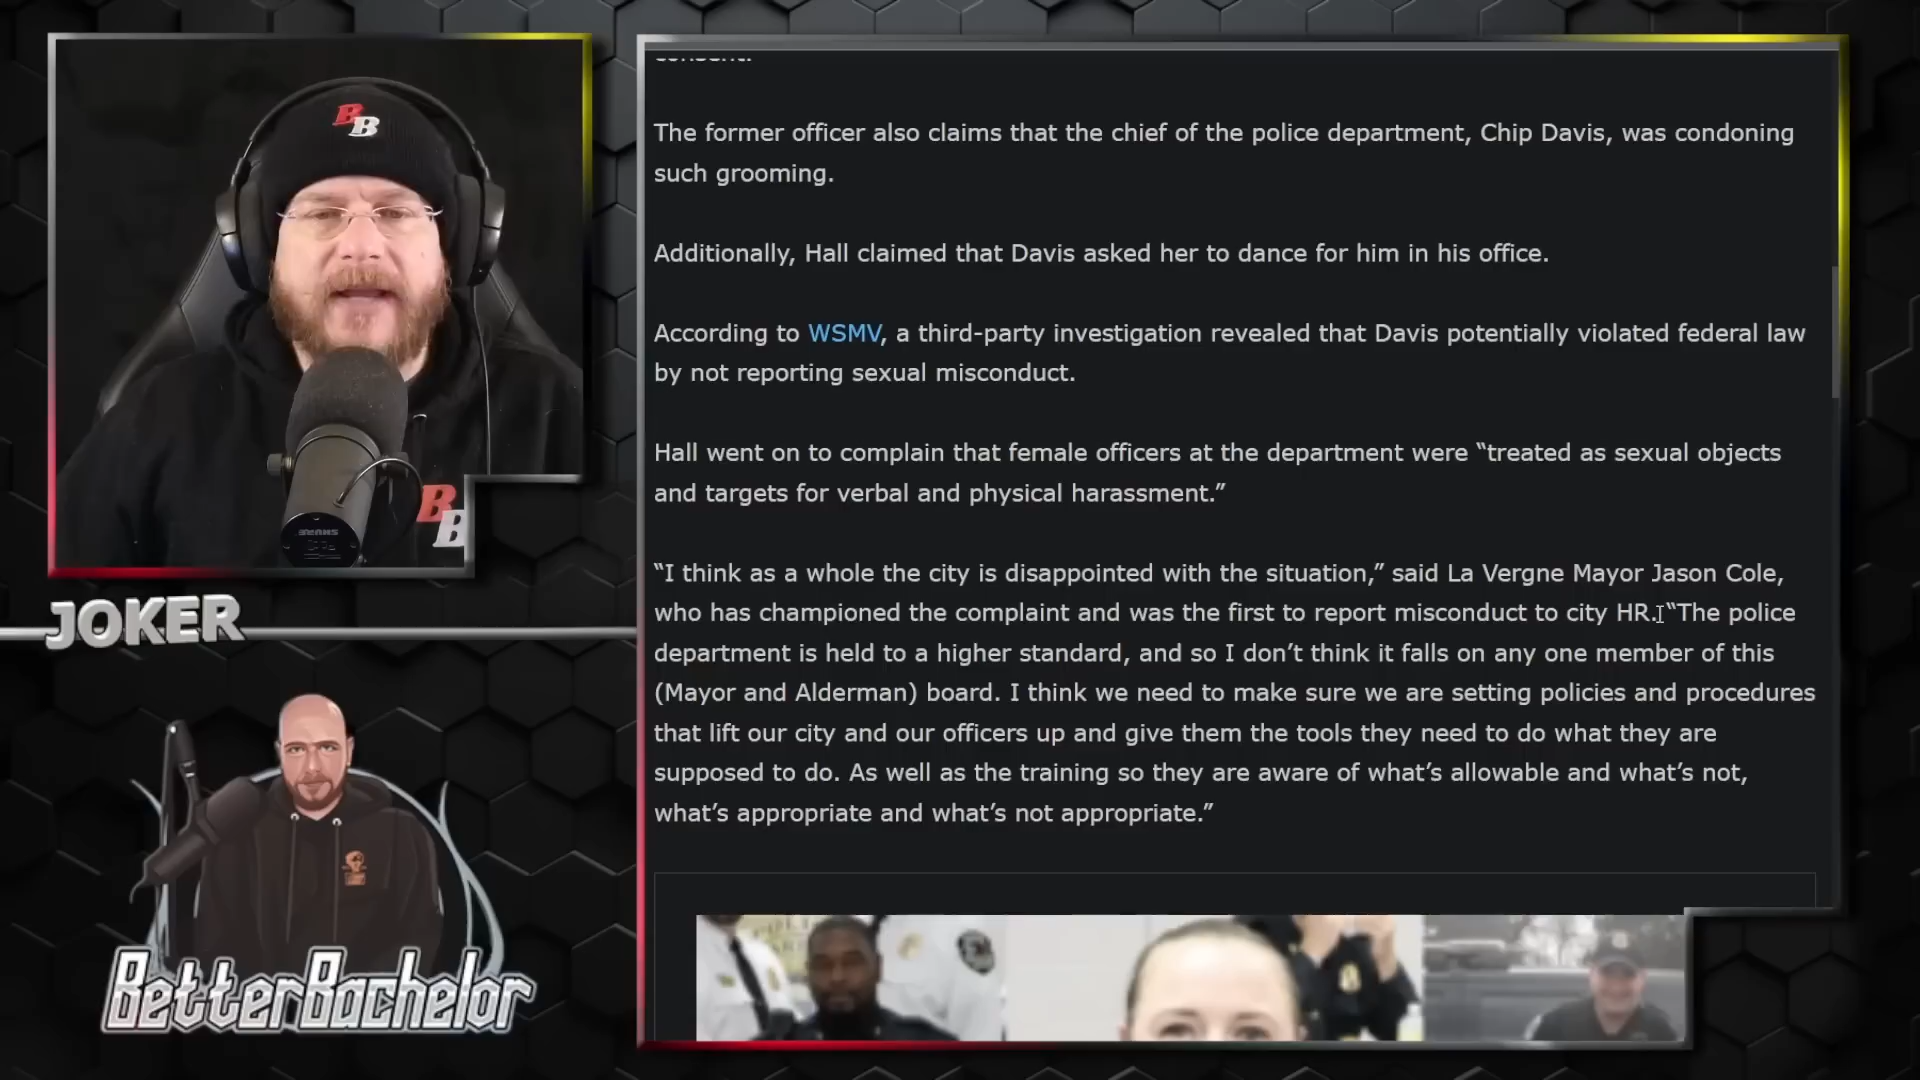 BB
BB
JOKER
BetterBachelor
consent.
The former officer also claims that the chief of the police department, Chip Davis, was condoning
such grooming.
Additionally, Hall claimed that Davis asked her to dance for him in his office.
According to WSMV, a third-party investigation revealed that Davis potentially violated federal law
by not reporting sexual misconduct.
Hall went on to complain that female officers at the department were “treated as sexual objects
and targets for verbal and physical harassment.”
“I think as a whole the city is disappointed with the situation,” said La Vergne Mayor Jason Cole,
who has championed the complaint and was the first to report misconduct to city HR. “The police
department is held to a higher standard, and so I don’t think it falls on any one member of this
(Mayor and Alderman) board. I think we need to make sure we are setting policies and procedures
that lift our city and our officers up and give them the tools they need to do what they are
supposed to do. As well as the training so they are aware of what’s allowable and what’s not,
what’s appropriate and what’s not appropriate.”